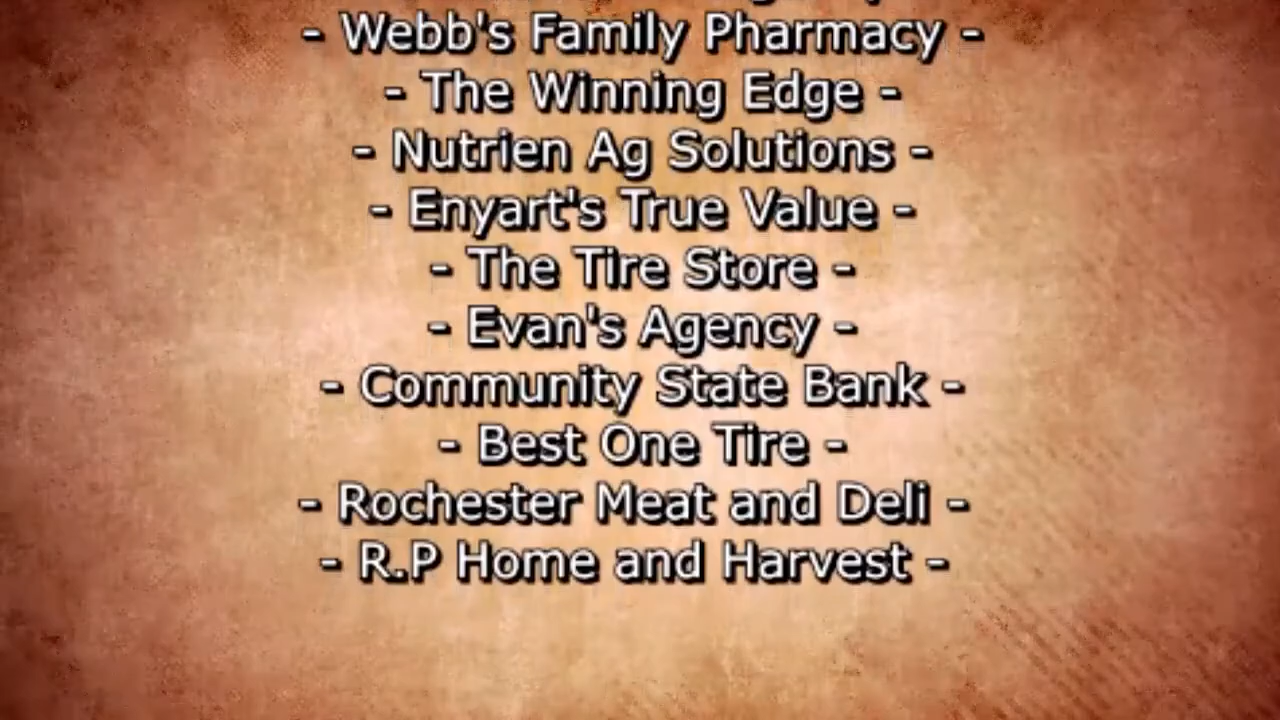 - Webb's Family Pharmacy -
- The Winning Edge -
- Nutrien Ag Solutions -
- Enyart's True Value -
- The Tire Store -
- Evan's Agency -
- Community State Bank -
- Best One Tire -
- Rochester Meat and Deli -
- R.P Home and Harvest -